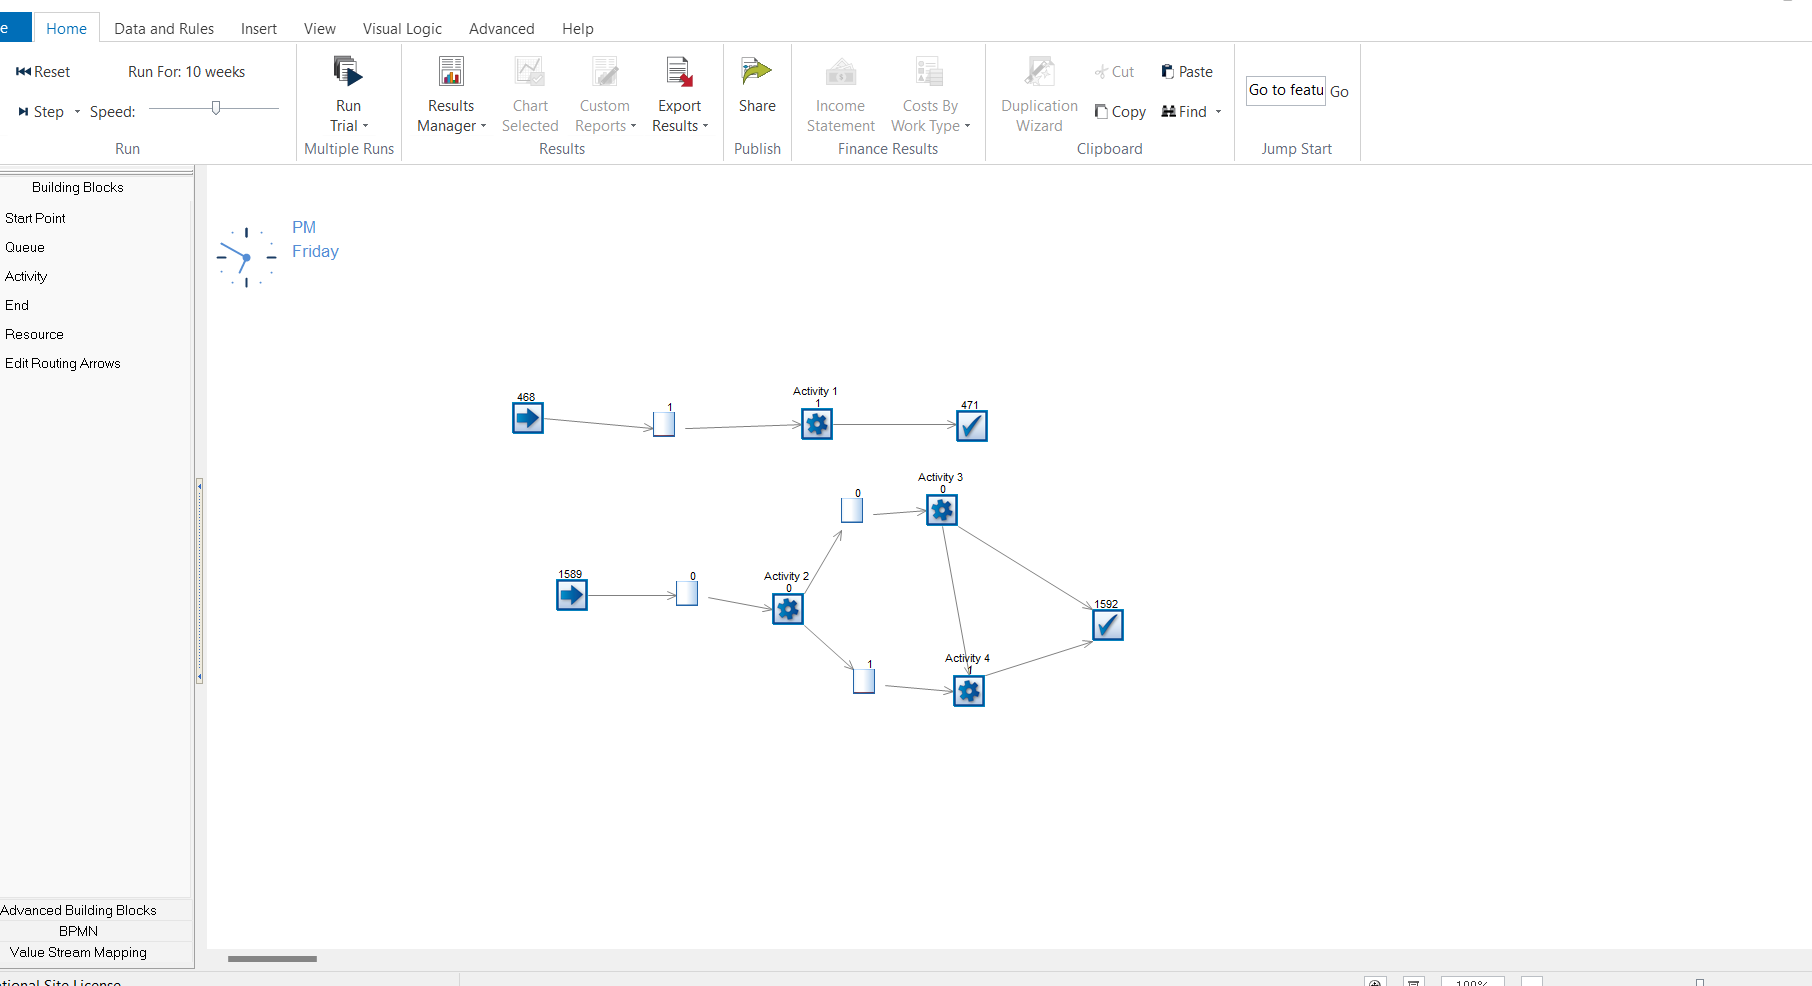 e Home Data and Rules Insert View Visual Logic Advanced Help
Reset Run For: 10 weeks
Step Speed:
Run
Run Trial
Multiple Runs
Results Manager
Chart Selected
Custom Reports
Export Results
Results
Share
Publish
Income Statement
Costs By Work Type
Finance Results
Duplication Wizard
Cut
Copy
Paste
Find
Clipboard
Go to featu Go
Jump Start
Building Blocks
Start Point
Queue
Activity
End
Resource
Edit Routing Arrows
PM
Friday
468
1
Activity 1
1
471
0
Activity 3
0
1589
0
Activity 2
0
1592
1
Activity 4
1
Advanced Building Blocks
BPMN
Value Stream Mapping
tional Site License
100%